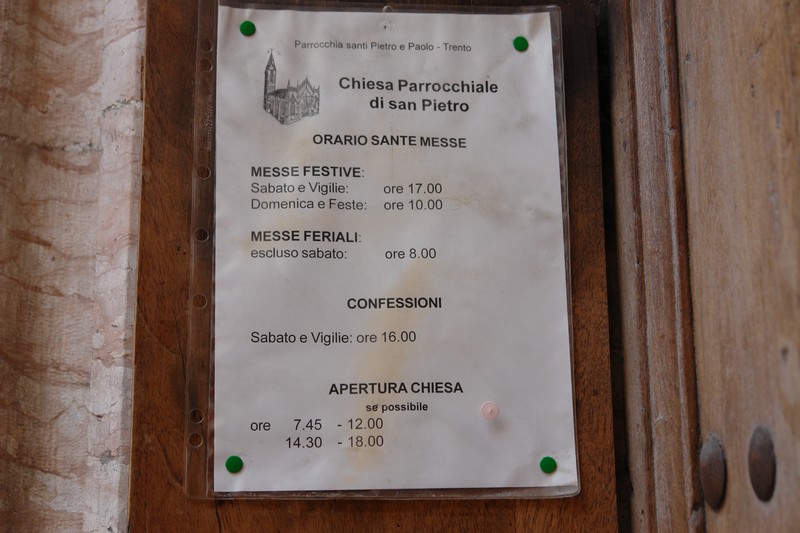 Parrocchia santi Pietro e Paolo - Trento
Chiesa Parrocchiale
di san Pietro
ORARIO SANTE MESSE
MESSE FESTIVE:
Sabato e Vigilie: ore 17.00
Domenica e Feste: ore 10.00
MESSE FERIALI:
escluso sabato: ore 8.00
CONFESSIONI
Sabato e Vigilie: ore 16.00
APERTURA CHIESA
se possibile
ore 7.45 - 12.00
14.30 - 18.00